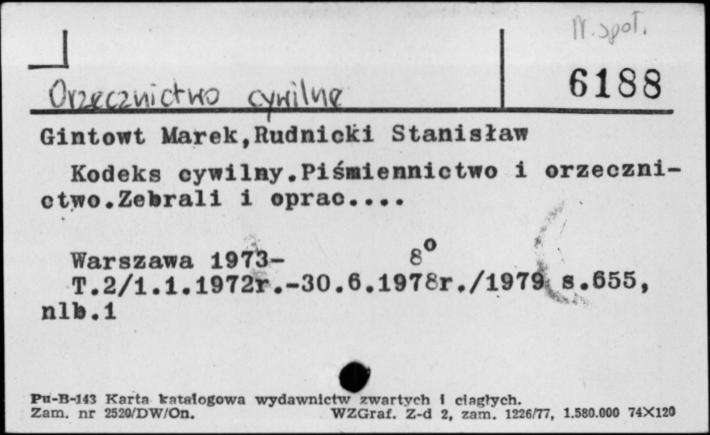 N. społ.
6188
Orzecznictwo cywilne
Gintowt Marek,Rudnicki Stanisław
Kodeks cywilny.Piśmiennictwo i orzeczni-
ctwo.Zebrali i oprac....
Warszawa 1973- 8°
T.2/1.1.1972r.-30.6.1978r./1979 s.655,
nlb.1
Pu-B-143 Karta katalogowa wydawnictw zwartych i ciągłych.
Zam. nr 2520/DW/On. WZGraf. Z-d 2, zam. 1226/77, 1.580.000 74X120